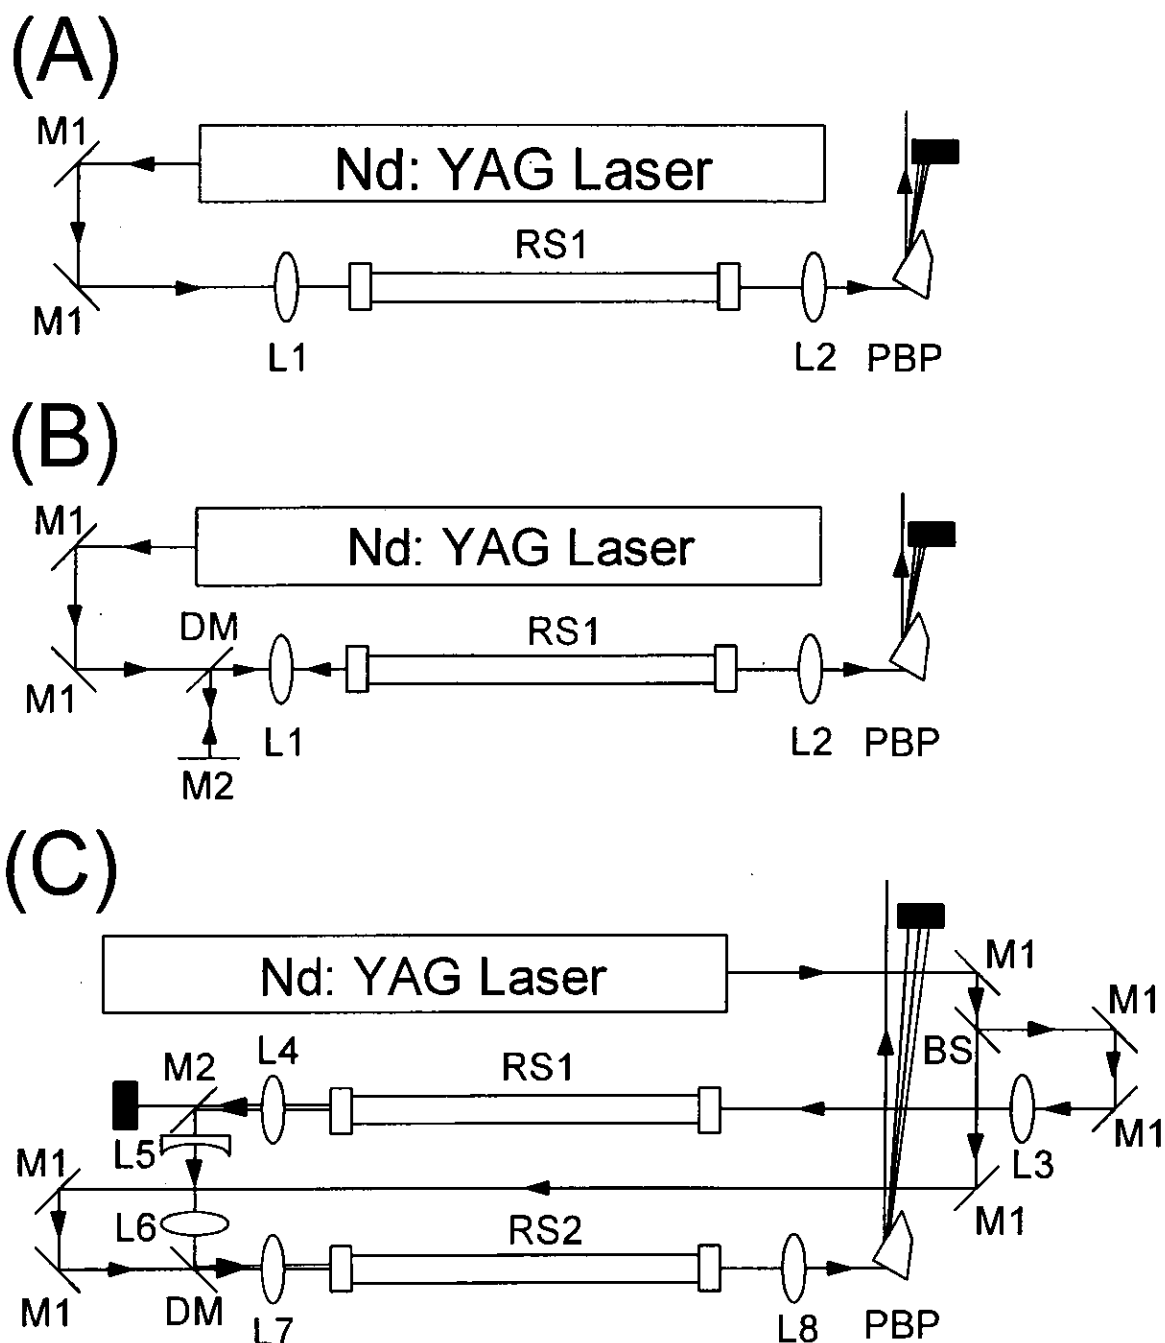 (A)
M1
Nd: YAG Laser
RS1
M1
L1
L2
PBP
(B)
M1
Nd: YAG Laser
DM
RS1
M1
L1
L2
PBP
M2
(C)
Nd: YAG Laser
M1
M1
BS
L4
RS1
M2
L5
L3
M1
M1
M1
L6
RS2
M1
DM
L7
L8
PBP